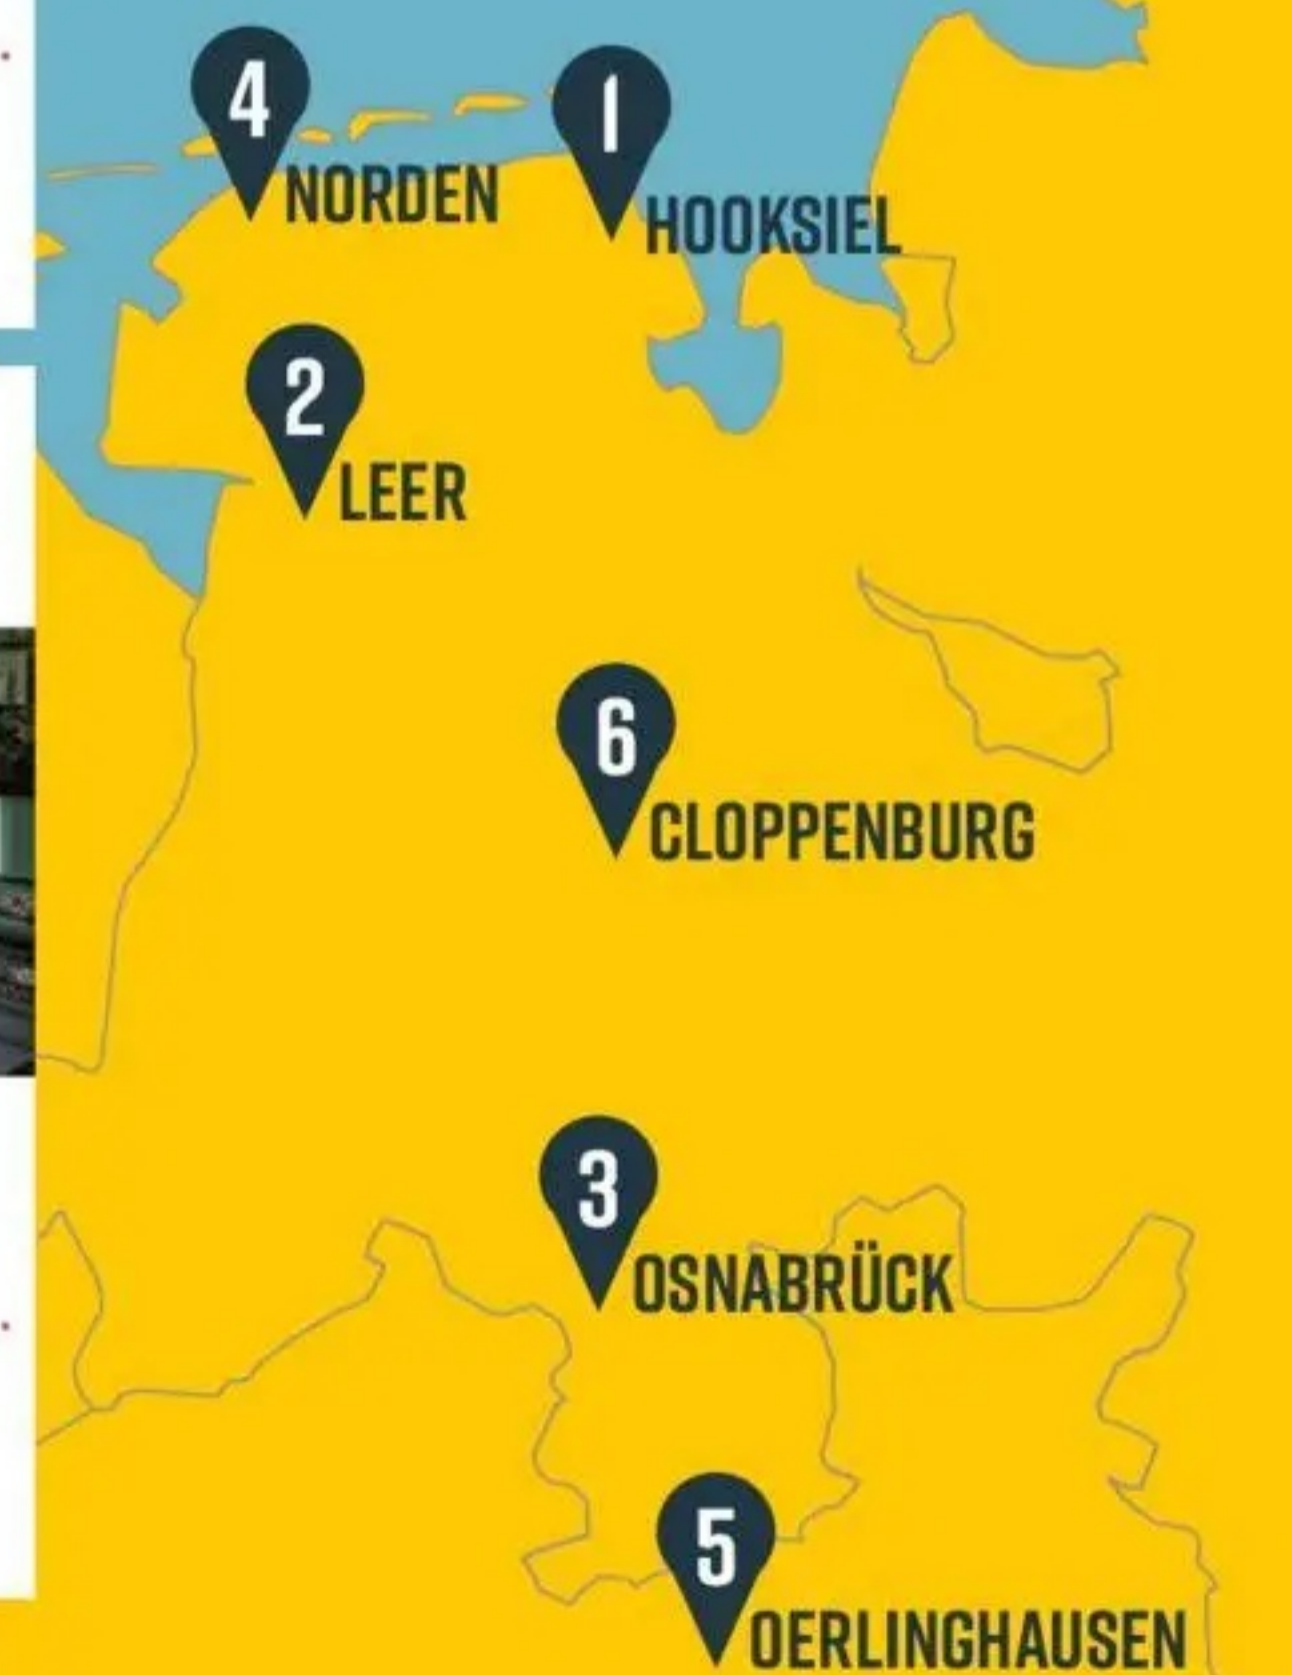 4
NORDEN
1
HOOKSIEL
2
LEER
6
CLOPPENBURG
3
OSNABRÜCK
5
OERLINGHAUSEN